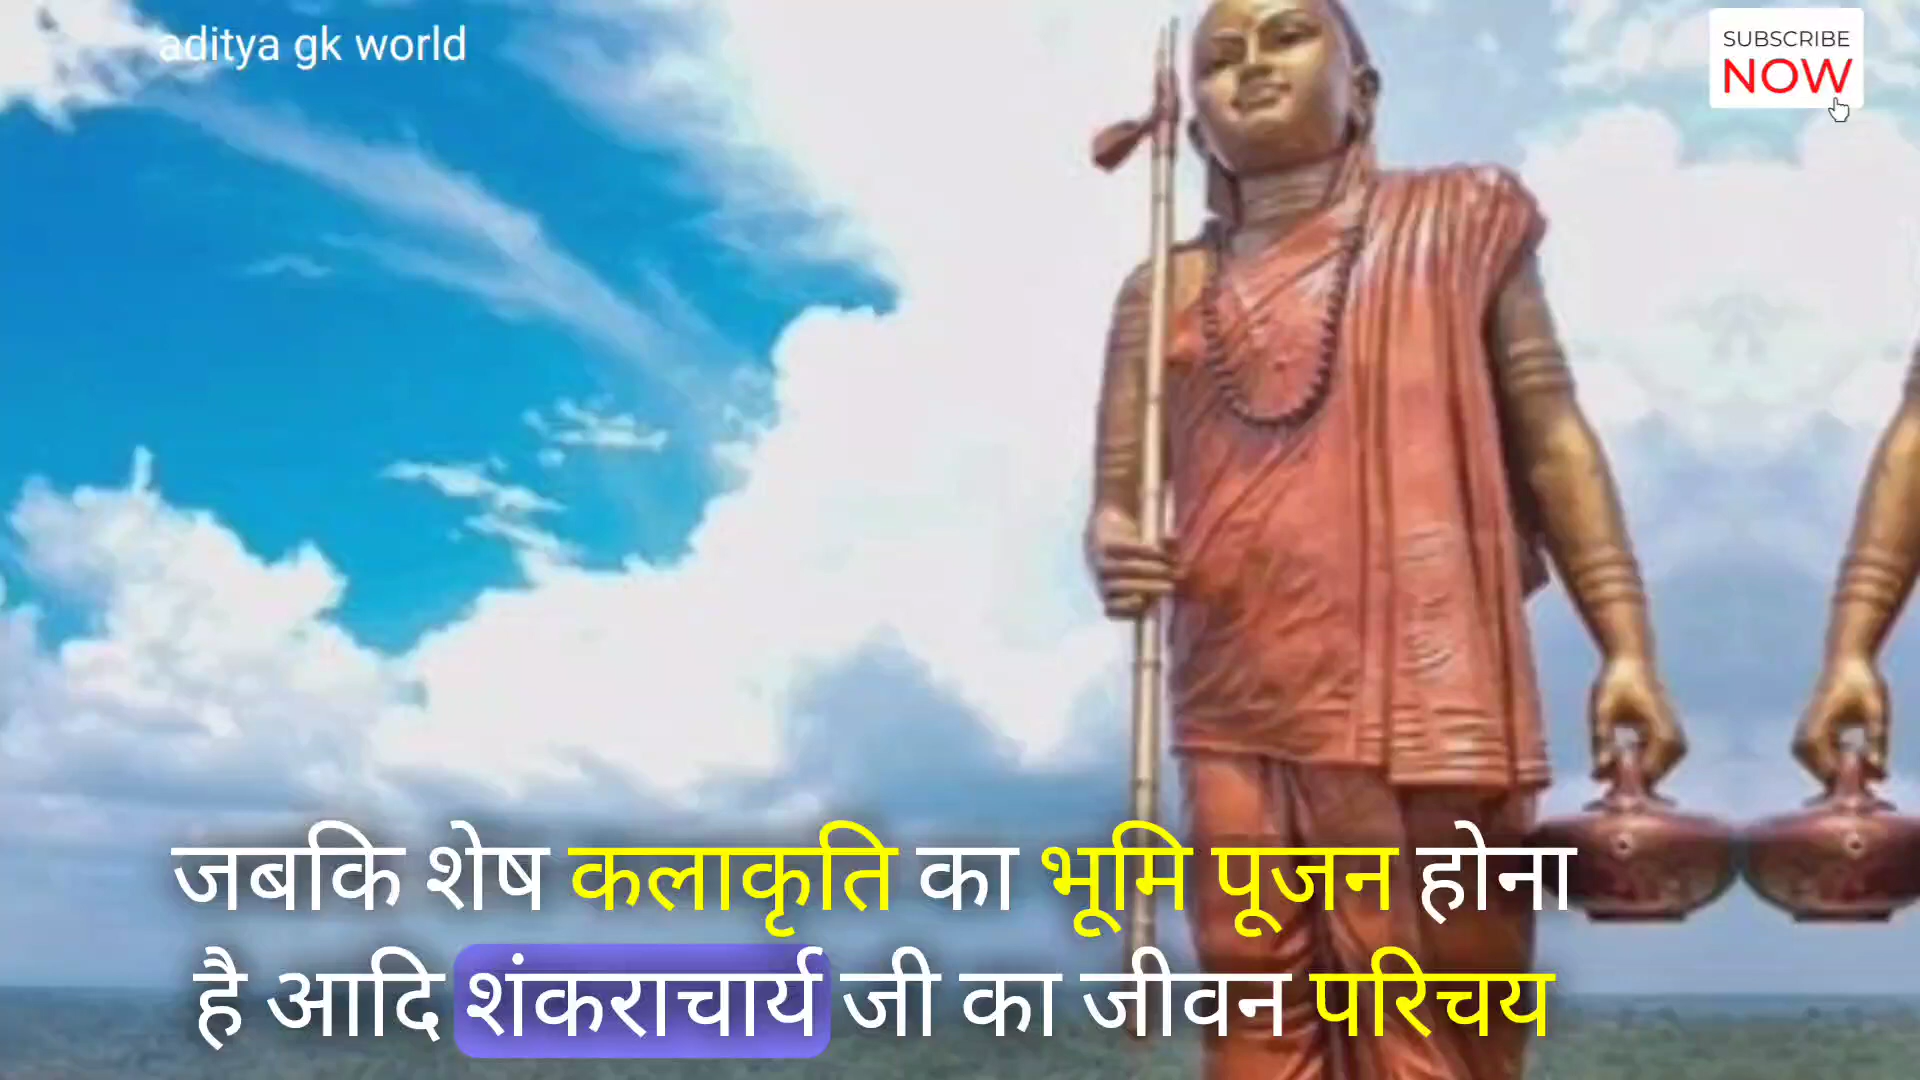 aditya gk world
SUBSCRIBE
NOW
जबकि शेष कलाकृति का भूमि पूजन होना
है आदि शंकराचार्य जी का जीवन परिचय